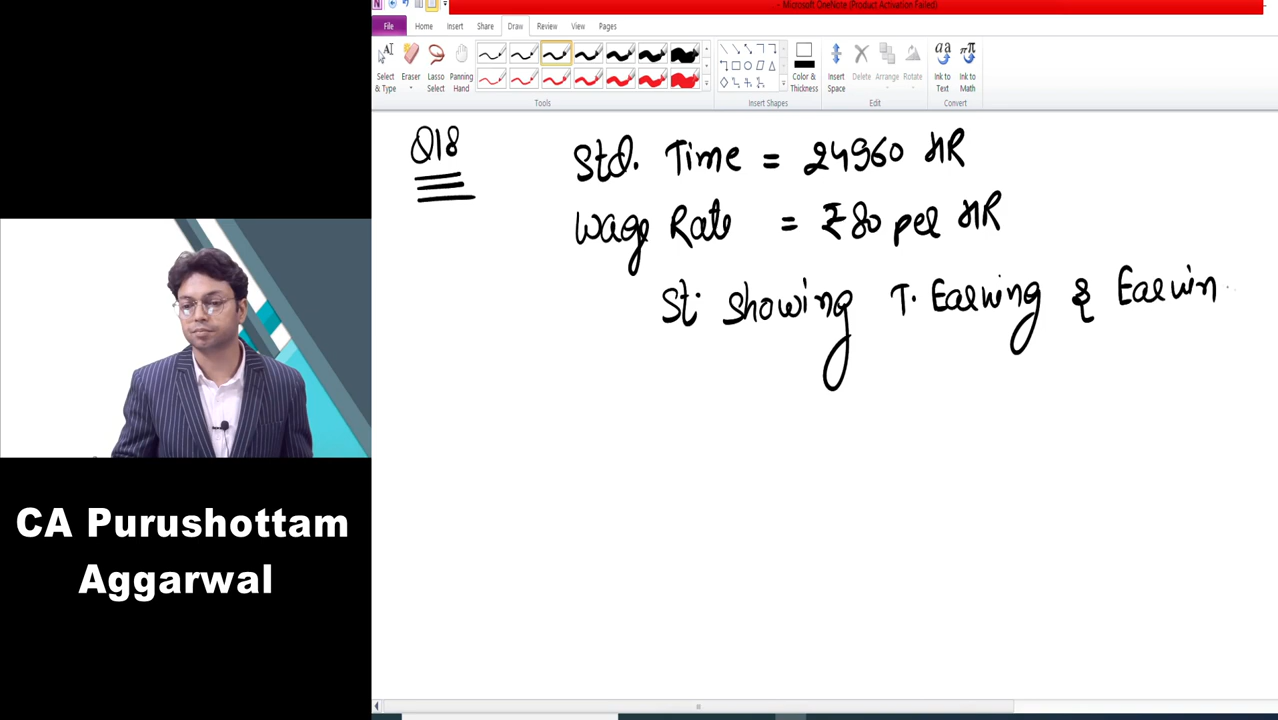 - Microsoft OneNote (Product Activation Failed)
File Home Insert Share Draw Review View Pages
Select & Type Eraser Lasso Select Panning Hand Color & Thickness Insert Space Delete Arrange Rotate Ink to Text Ink to Math
Tools Insert Shapes Edit Convert
Q18 Std. Time = 24960 HR
Wage Rate = ₹80 per HR
St. Showing T. Earning & Earnin
CA Purushottam
Aggarwal